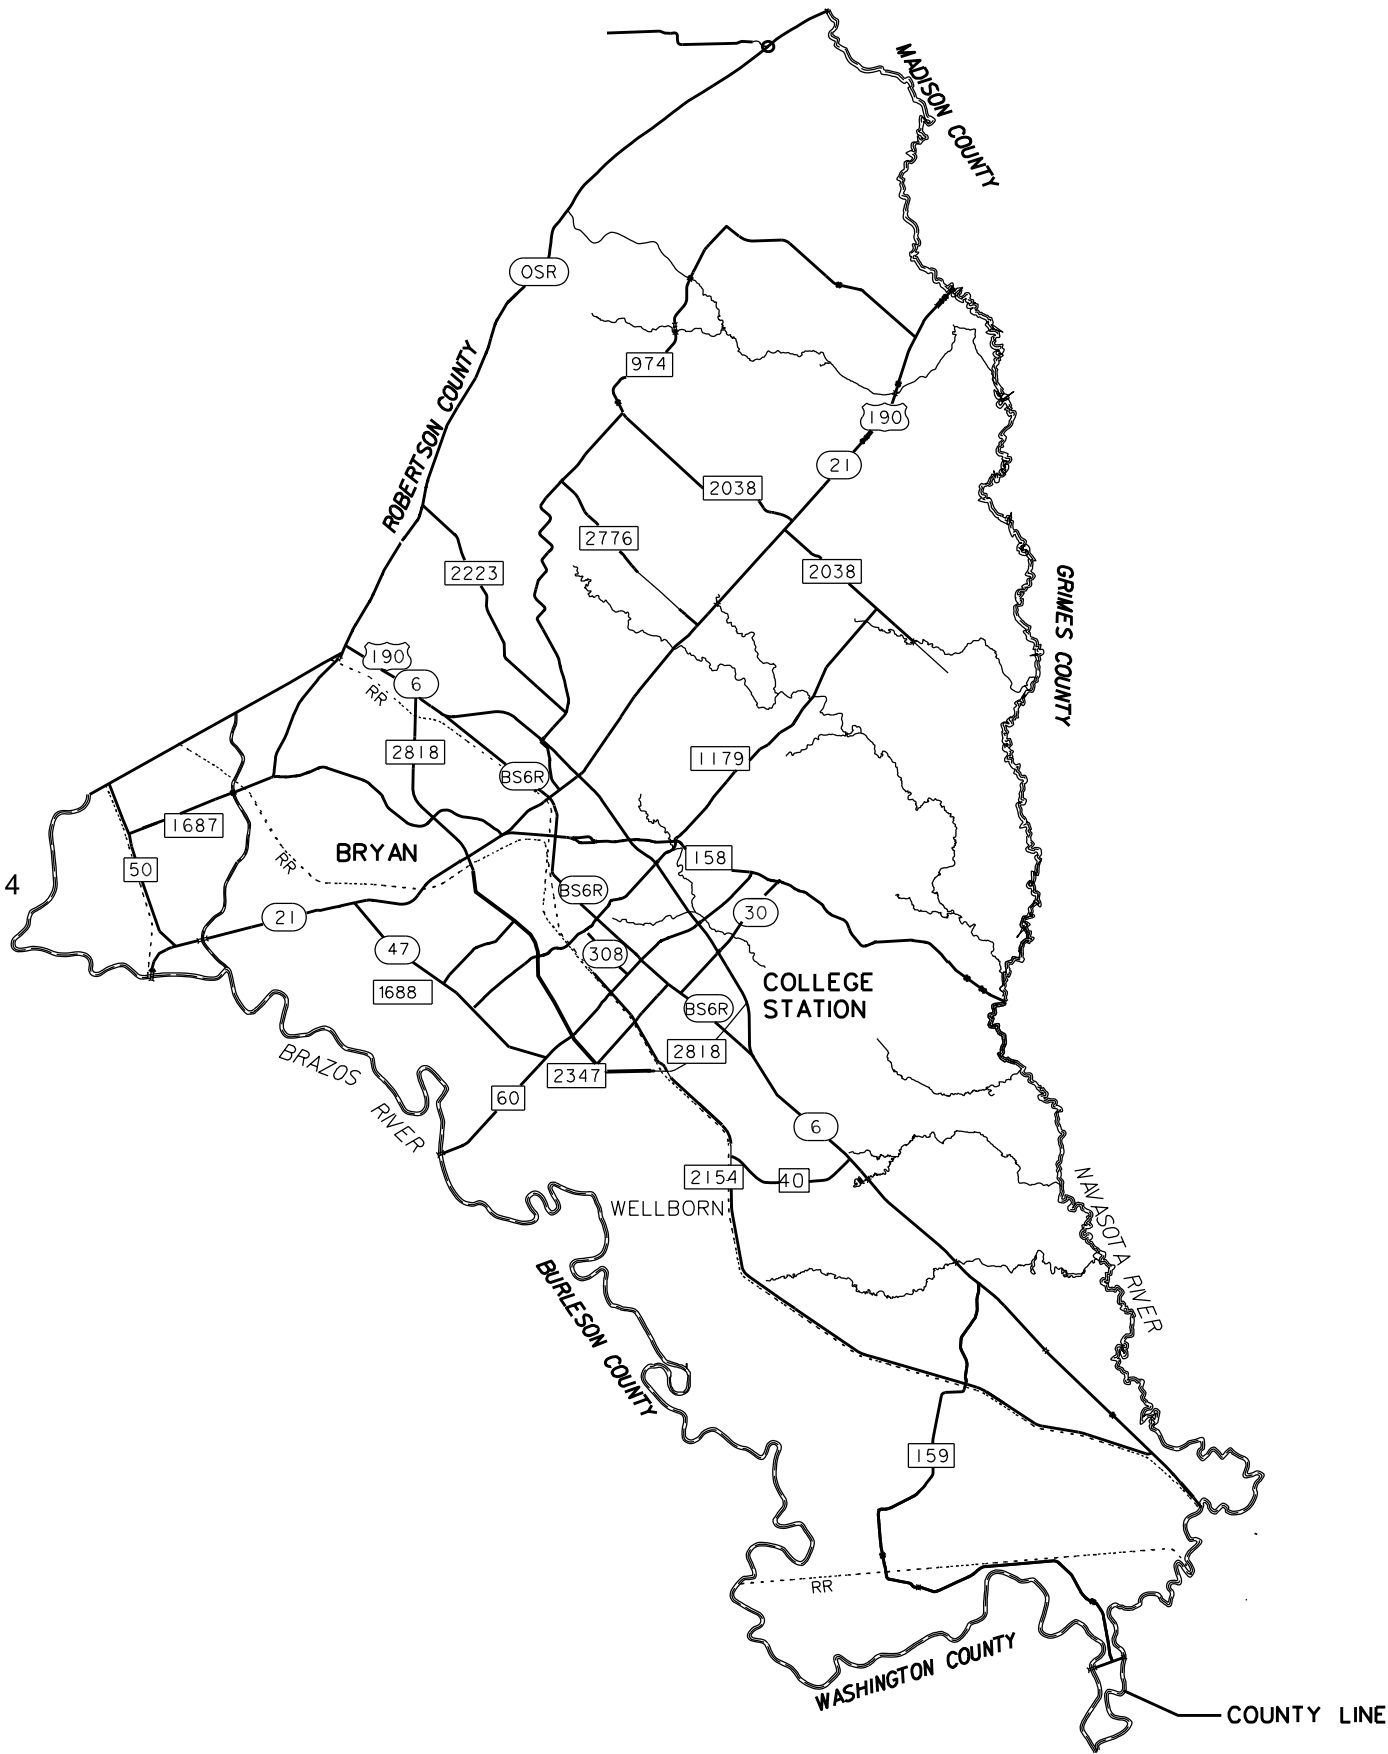 MADISON COUNTY
OSR
974
190
ROBERTSON COUNTY
21
2038
2776
2223
2038
GRIMES COUNTY
190
6
RR
2818
1179
BS6R
1687
BRYAN
158
RR
50
4
BS6R
30
21
47
308
COLLEGE
STATION
1688
BS6R
BRAZOS
2818
2347
60
RIVER
6
2154
40
WELLBORN
NAVASOTA RIVER
BURLESON COUNTY
159
RR
WASHINGTON COUNTY
COUNTY LINE